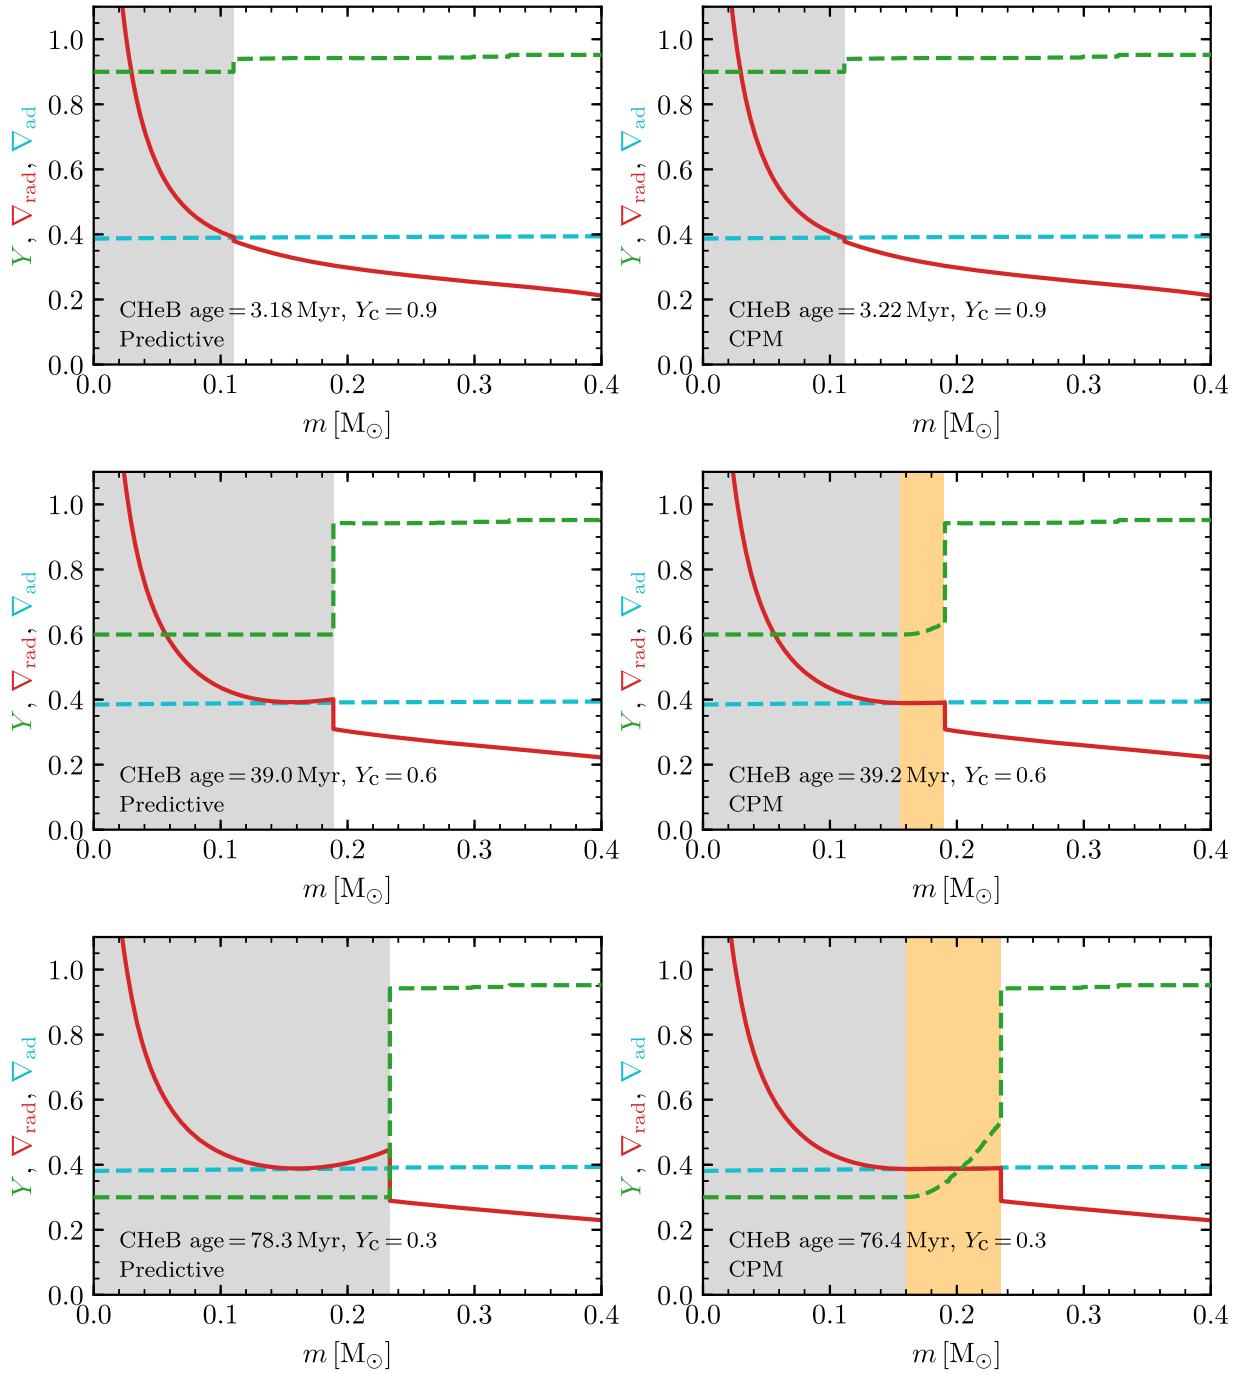 Y, ∇rad, ∇ad
1.0
0.8
0.6
0.4
0.2
0.0
CHeB age = 3.18 Myr, Yc = 0.9
Predictive
0.0 0.1 0.2 0.3 0.4
m [M⊙]
Y, ∇rad, ∇ad
1.0
0.8
0.6
0.4
0.2
0.0
CHeB age = 3.22 Myr, Yc = 0.9
CPM
0.0 0.1 0.2 0.3 0.4
m [M⊙]
Y, ∇rad, ∇ad
1.0
0.8
0.6
0.4
0.2
0.0
CHeB age = 39.0 Myr, Yc = 0.6
Predictive
0.0 0.1 0.2 0.3 0.4
m [M⊙]
Y, ∇rad, ∇ad
1.0
0.8
0.6
0.4
0.2
0.0
CHeB age = 39.2 Myr, Yc = 0.6
CPM
0.0 0.1 0.2 0.3 0.4
m [M⊙]
Y, ∇rad, ∇ad
1.0
0.8
0.6
0.4
0.2
0.0
CHeB age = 78.3 Myr, Yc = 0.3
Predictive
0.0 0.1 0.2 0.3 0.4
m [M⊙]
Y, ∇rad, ∇ad
1.0
0.8
0.6
0.4
0.2
0.0
CHeB age = 76.4 Myr, Yc = 0.3
CPM
0.0 0.1 0.2 0.3 0.4
m [M⊙]